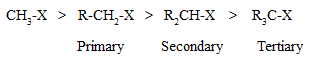 CH₃-X > R-CH₂-X > R₂CH-X > R₃C-X
Primary Secondary Tertiary